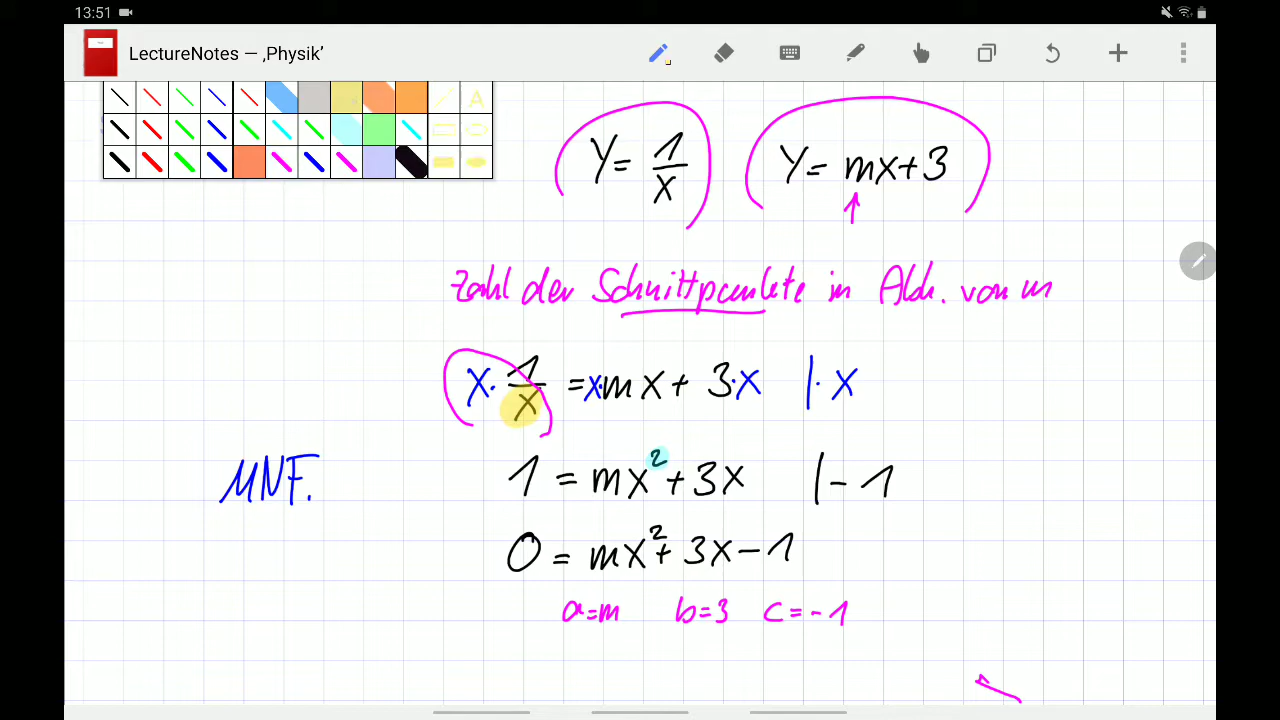 13:51
LectureNotes — ‚Physik’
A
y = 1/x y = mx+3
Zahl der Schnittpunkte in Abh. von m
x· 1/x = x·mx + 3·x |· x
MNF. 1 = mx² + 3x |- 1
0 = mx² + 3x - 1
a=m b=3 c=-1